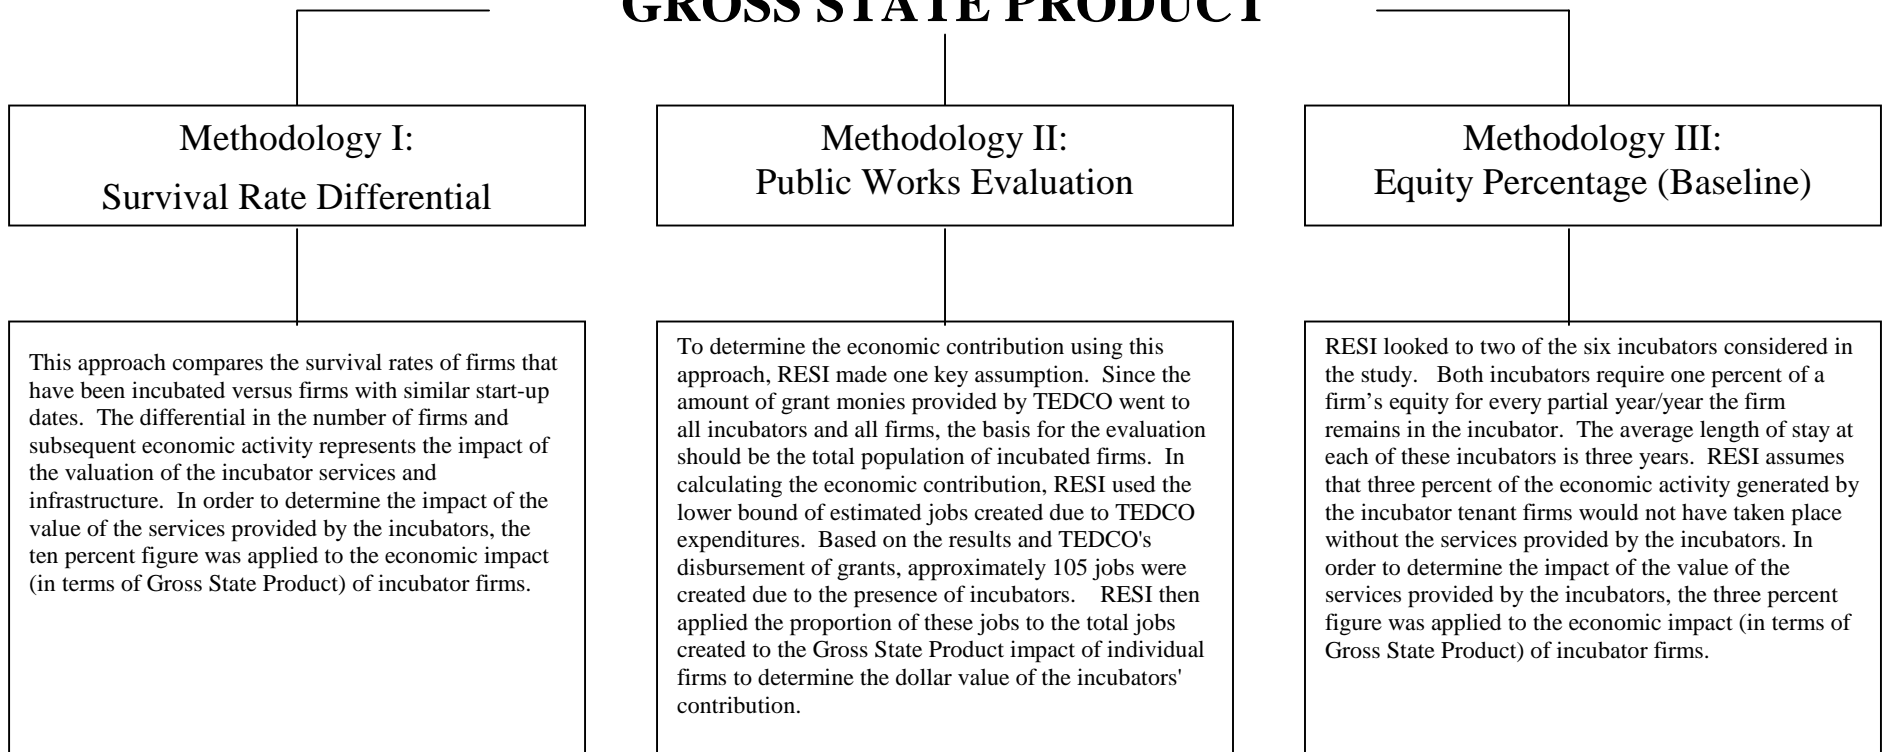 GROSS STATE PRODUCT
Methodology I:
Survival Rate Differential
Methodology II:
Public Works Evaluation
Methodology III:
Equity Percentage (Baseline)
This approach compares the survival rates of firms that
have been incubated versus firms with similar start-up
dates.  The differential in the number of firms and
subsequent economic activity represents the impact of
the valuation of the incubator services and
infrastructure.  In order to determine the impact of the
value of the services provided by the incubators, the
ten percent figure was applied to the economic impact
(in terms of Gross State Product) of incubator firms.
To determine the economic contribution using this
approach, RESI made one key assumption.  Since the
amount of grant monies provided by TEDCO went to
all incubators and all firms, the basis for the evaluation
should be the total population of incubated firms.  In
calculating the economic contribution, RESI used the
lower bound of estimated jobs created due to TEDCO
expenditures.  Based on the results and TEDCO's
disbursement of grants, approximately 105 jobs were
created due to the presence of incubators.    RESI then
applied the proportion of these jobs to the total jobs
created to the Gross State Product impact of individual
firms to determine the dollar value of the incubators'
contribution.
RESI looked to two of the six incubators considered in
the study.   Both incubators require one percent of a
firm’s equity for every partial year/year the firm
remains in the incubator.  The average length of stay at
each of these incubators is three years.  RESI assumes
that three percent of the economic activity generated by
the incubator tenant firms would not have taken place
without the services provided by the incubators. In
order to determine the impact of the value of the
services provided by the incubators, the three percent
figure was applied to the economic impact (in terms of
Gross State Product) of incubator firms.